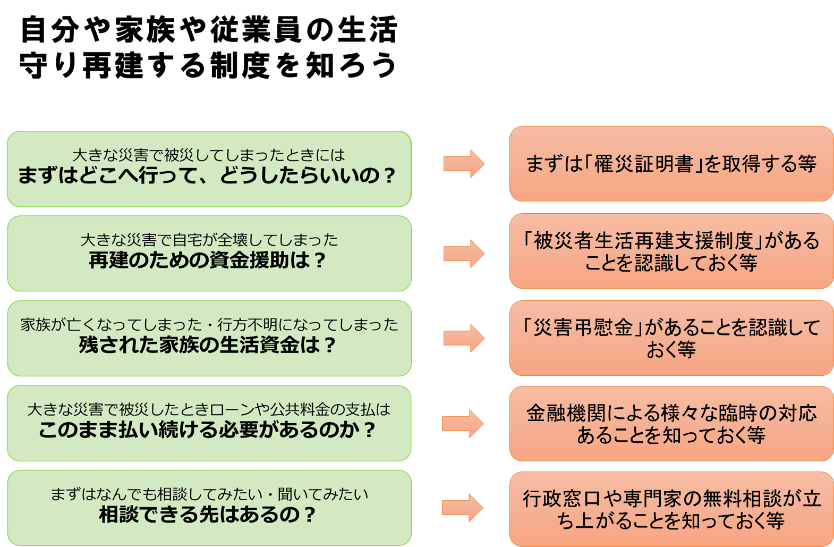 自分や家族や従業員の生活
守り再建する制度を知ろう
大きな災害で被災してしまったときには
まずはどこへ行って、どうしたらいいの？
まずは「罹災証明書」を取得する等
大きな災害で自宅が全壊してしまった
再建のための資金援助は？
「被災者生活再建支援制度」がある
ことを認識しておく等
家族が亡くなってしまった・行方不明になってしまった
残された家族の生活資金は？
「災害弔慰金」があることを認識して
おく等
大きな災害で被災したときローンや公共料金の支払は
このまま払い続ける必要があるのか？
金融機関による様々な臨時の対応
あることを知っておく等
まずはなんでも相談してみたい・聞いてみたい
相談できる先はあるの？
行政窓口や専門家の無料相談が立
ち上がることを知っておく等